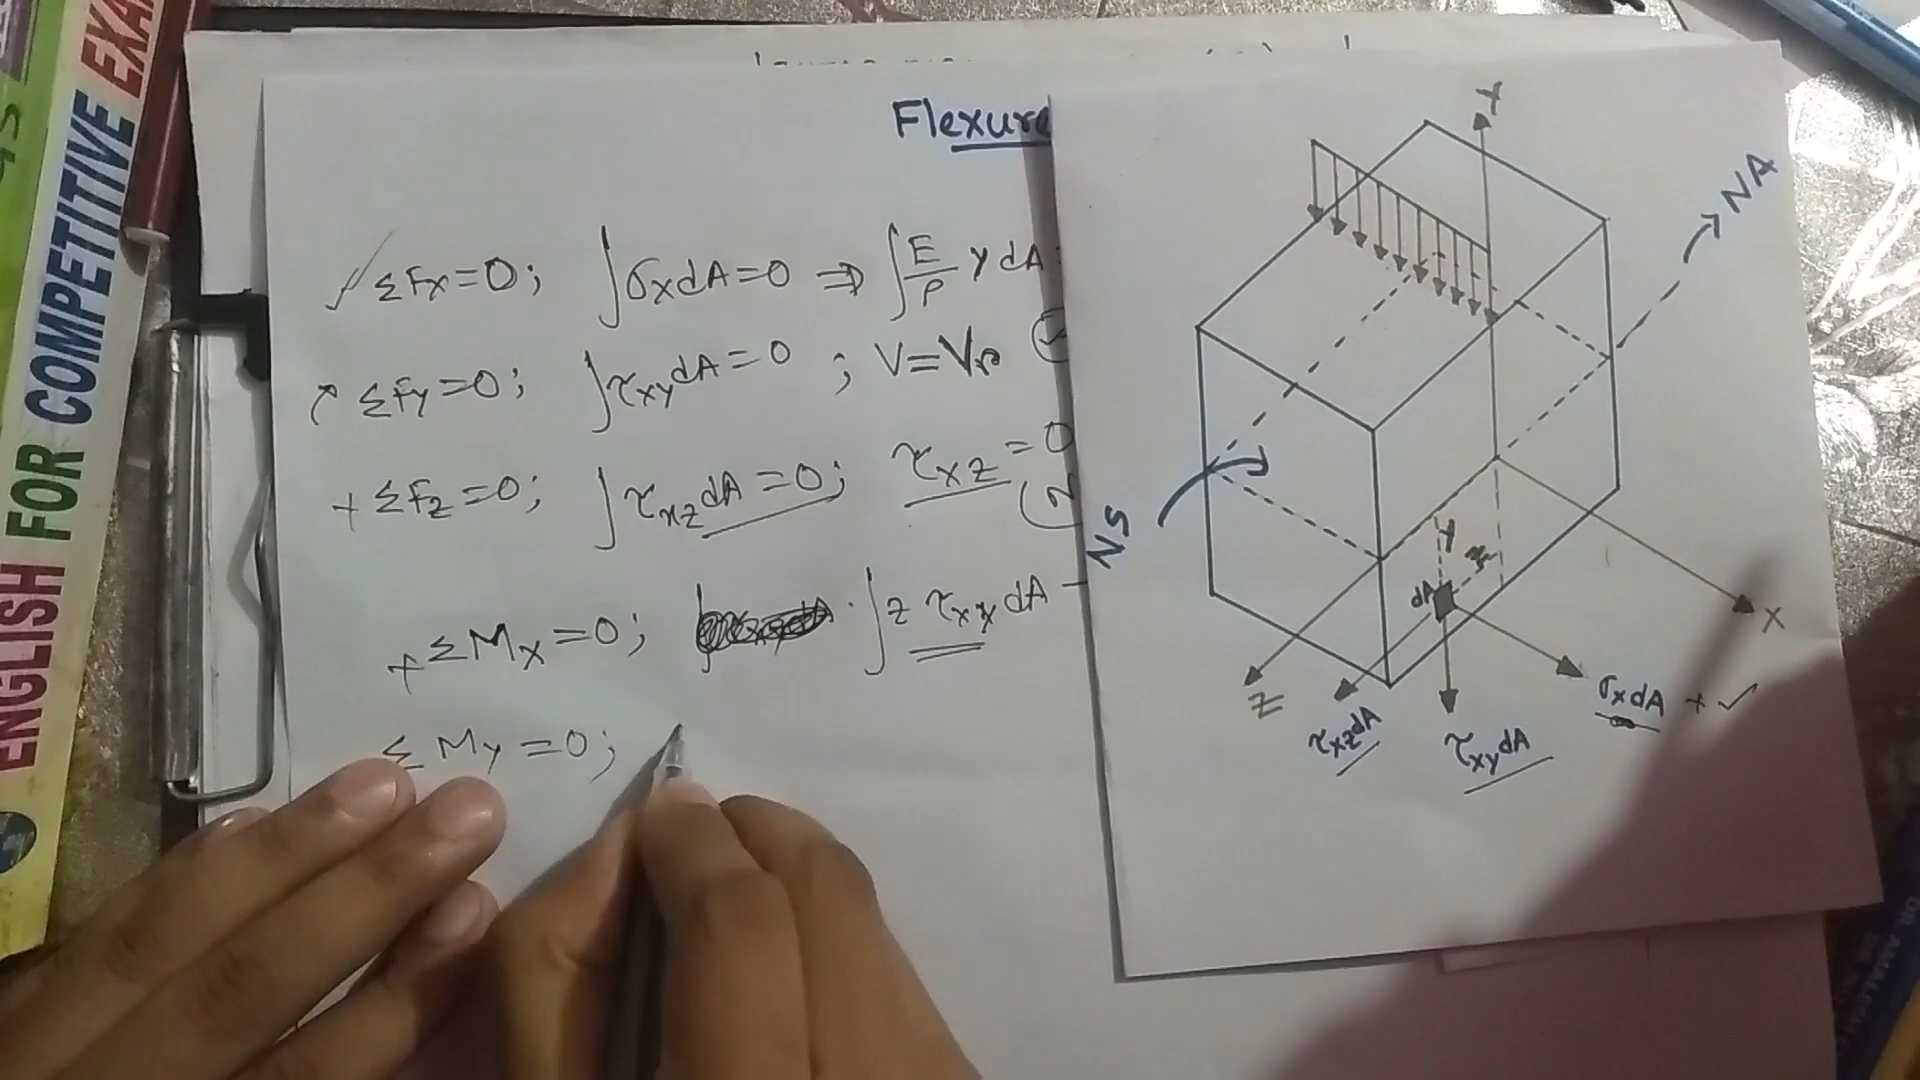 ENGLISH FOR COMPETITIVE EXA
Flexure
ΣFx=0; ∫σxdA=0 ⇒ ∫E/ρ y dA
ΣFy=0; ∫τxydA=0 ; V=Vr
+ ΣFz=0; ∫τxzdA=0; τxz=0
+ ΣMx=0; ∫z τxy dA –
ΣMy=0;
Y
NA
NS
y
z
dA
X
Z
σxdA + ✓
τxzdA
τxydA